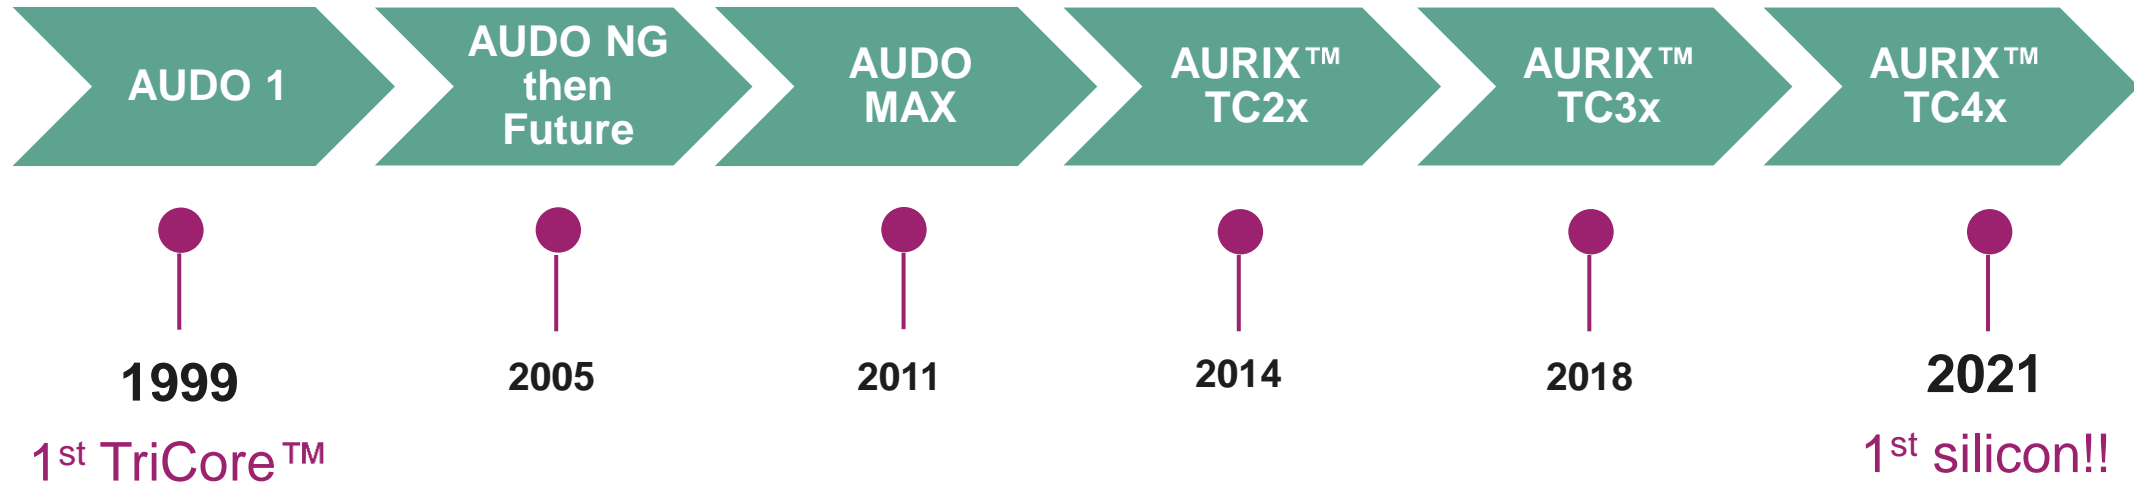 AUDO 1
AUDO NG
then
Future
AUDO
MAX
AURIX™
TC2x
AURIX™
TC3x
AURIX™
TC4x
1999
2005
2011
2014
2018
2021
1st TriCore™
1st silicon!!